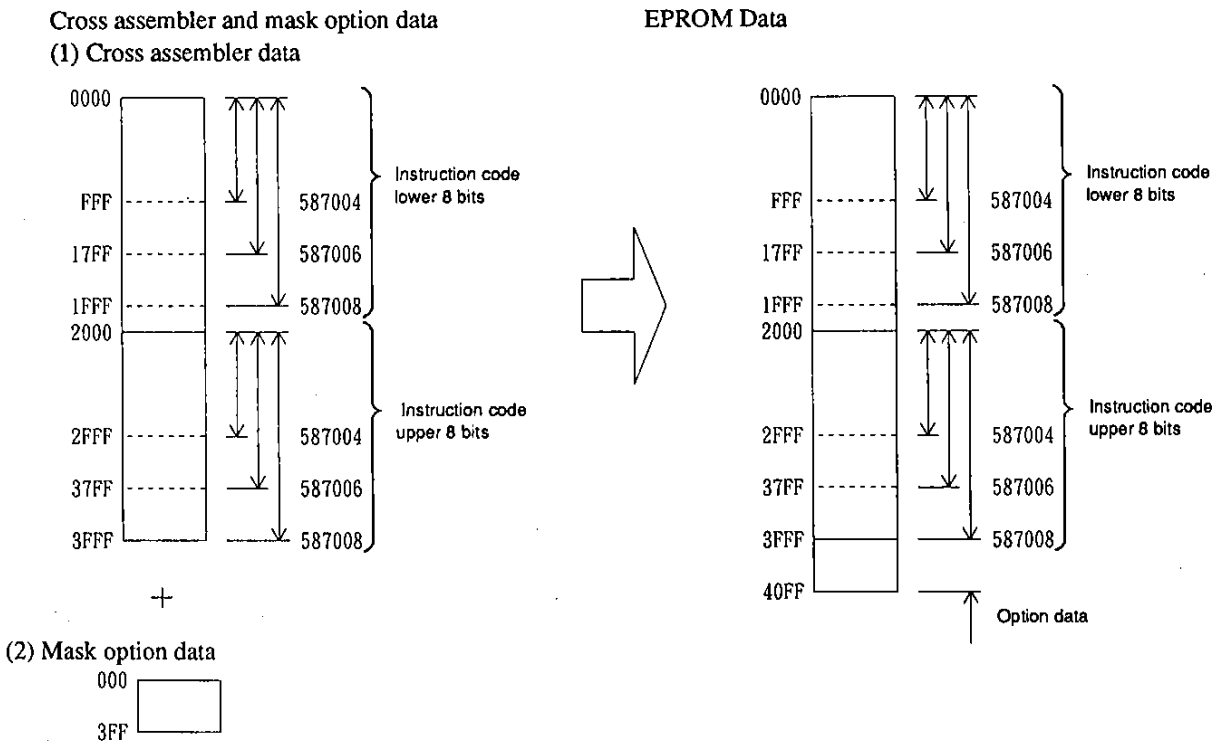 Cross assembler and mask option data
(1) Cross assembler data
0000
FFF
17FF
1FFF
2000
2FFF
37FF
3FFF
587004
587006
587008
587004
587006
587008
Instruction code
lower 8 bits
Instruction code
upper 8 bits
+
(2) Mask option data
000
3FF
EPROM Data
0000
FFF
17FF
1FFF
2000
2FFF
37FF
3FFF
40FF
587004
587006
587008
587004
587006
587008
Instruction code
lower 8 bits
Instruction code
upper 8 bits
Option data